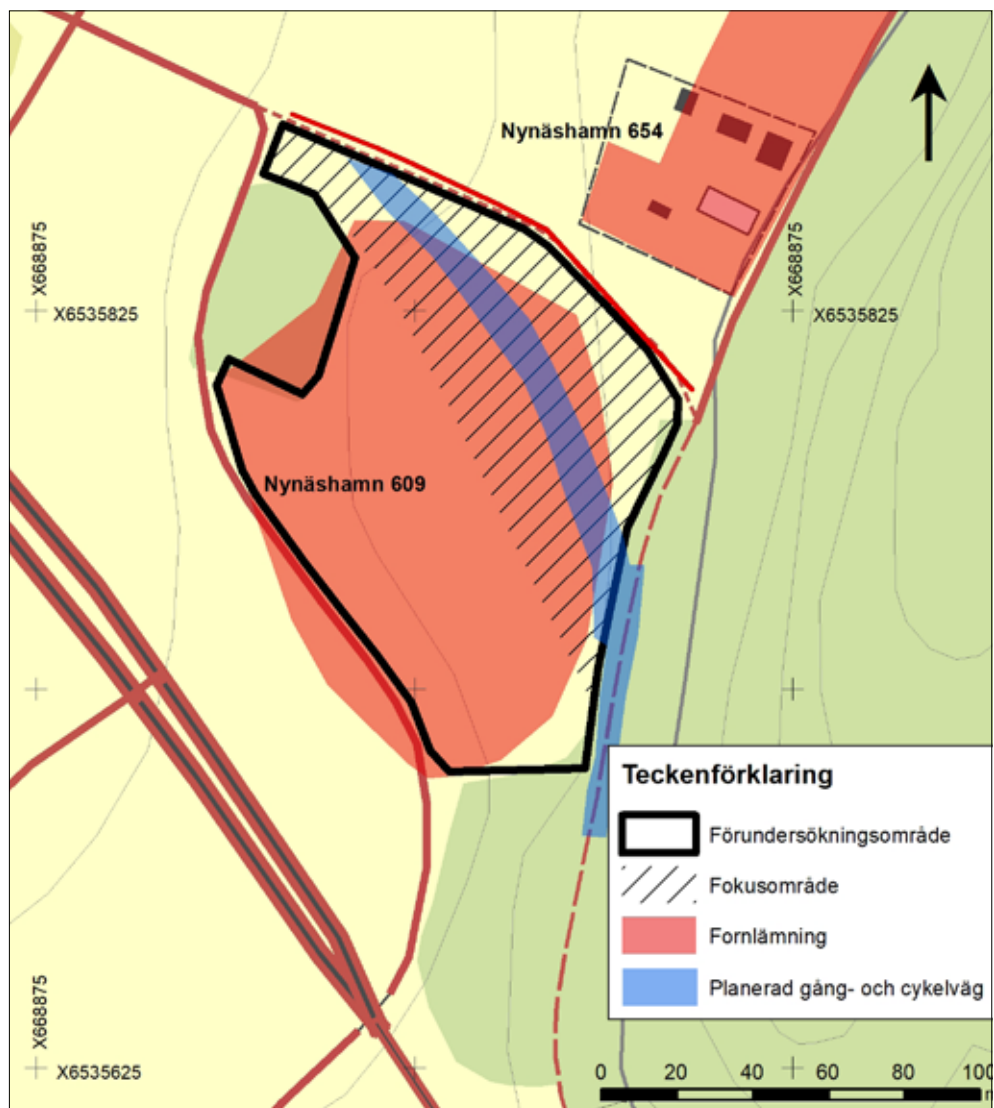 Nynäshamn 654
X668875
X668875
X6535825
X6535825
Nynäshamn 609
Teckenförklaring
Förundersökningsområde
Fokusområde
Fornlämning
Planerad gång- och cykelväg
X668875
X6535625
0 20 40 60 80 100